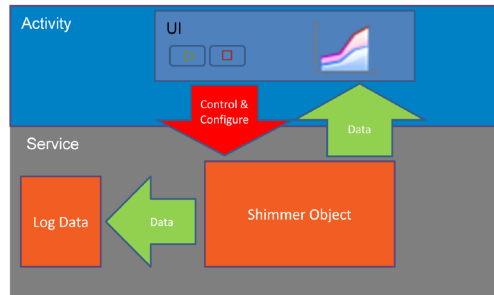 Activity
UI
Control &
Configure
Data
Service
Log Data
Data
Shimmer Object